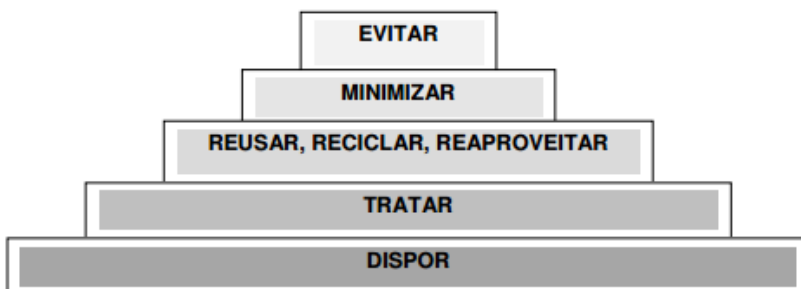 EVITAR
MINIMIZAR
REUSAR, RECICLAR, REAPROVEITAR
TRATAR
DISPOR